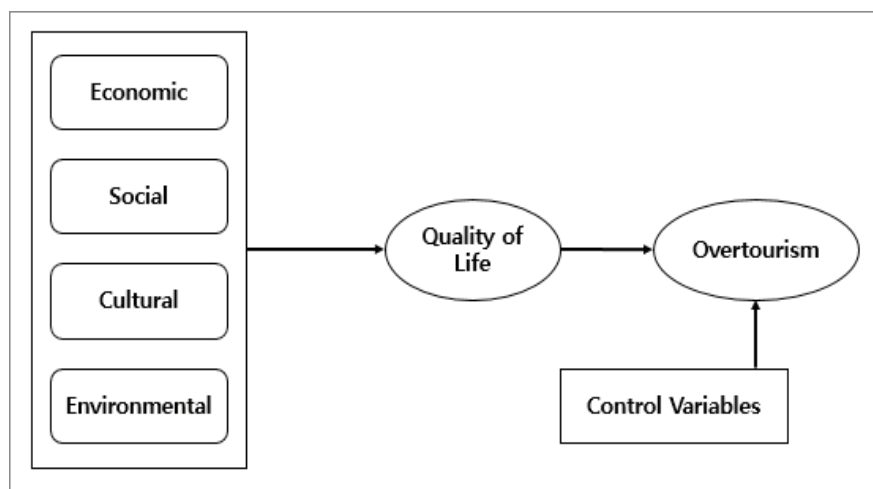 Economic
Social
Cultural
Environmental
Quality of
Life
Overtourism
Control Variables